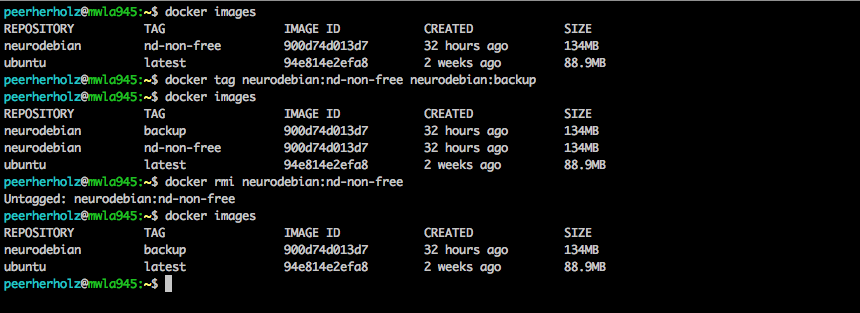 peerherholz@mwla945:~$ docker images
REPOSITORY TAG IMAGE ID CREATED SIZE
neurodebian nd-non-free 900d74d013d7 32 hours ago 134MB
ubuntu latest 94e814e2efa8 2 weeks ago 88.9MB
peerherholz@mwla945:~$ docker tag neurodebian:nd-non-free neurodebian:backup
peerherholz@mwla945:~$ docker images
REPOSITORY TAG IMAGE ID CREATED SIZE
neurodebian backup 900d74d013d7 32 hours ago 134MB
neurodebian nd-non-free 900d74d013d7 32 hours ago 134MB
ubuntu latest 94e814e2efa8 2 weeks ago 88.9MB
peerherholz@mwla945:~$ docker rmi neurodebian:nd-non-free
Untagged: neurodebian:nd-non-free
peerherholz@mwla945:~$ docker images
REPOSITORY TAG IMAGE ID CREATED SIZE
neurodebian backup 900d74d013d7 32 hours ago 134MB
ubuntu latest 94e814e2efa8 2 weeks ago 88.9MB
peerherholz@mwla945:~$